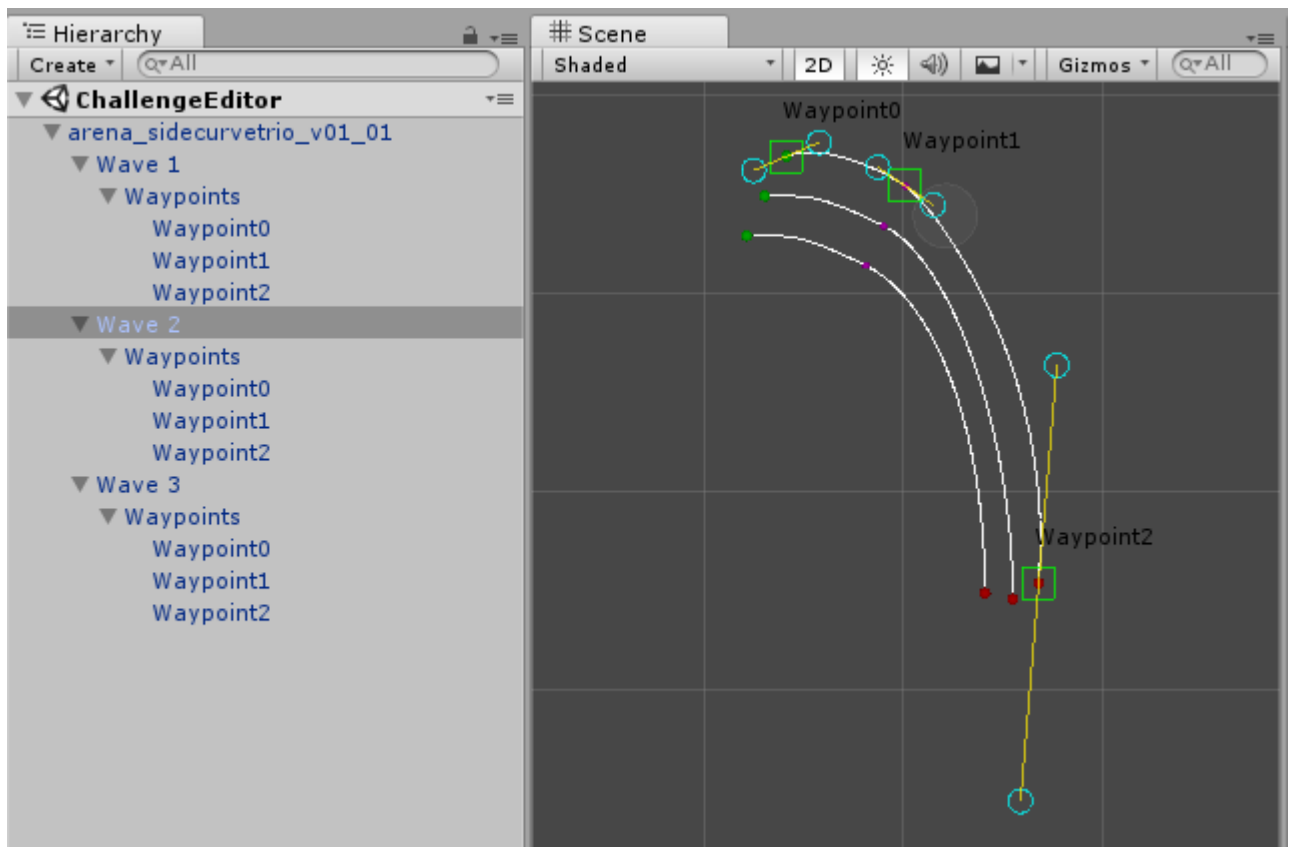 Hierarchy
Create
All
ChallengeEditor
arena_sidecurvetrio_v01_01
Wave 1
Waypoints
Waypoint0
Waypoint1
Waypoint2
Wave 2
Waypoints
Waypoint0
Waypoint1
Waypoint2
Wave 3
Waypoints
Waypoint0
Waypoint1
Waypoint2
Scene
Shaded
2D
Gizmos
All
Waypoint0
Waypoint1
Waypoint2